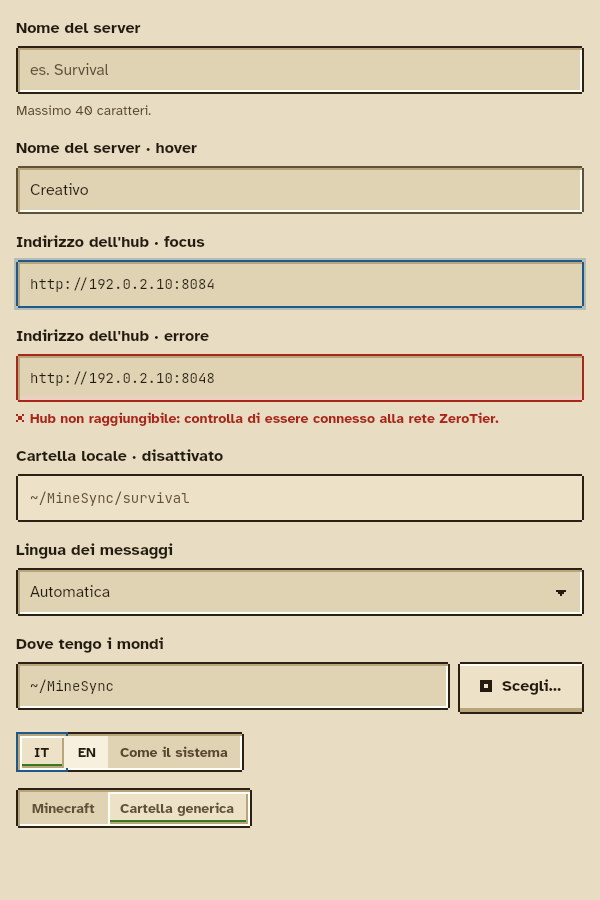 Nome del server
es. Survival
Massimo 40 caratteri.
Nome del server · hover
Creativo
Indirizzo dell'hub · focus
http://192.0.2.10:8084
Indirizzo dell'hub · errore
http://192.0.2.10:8048
Hub non raggiungibile: controlla di essere connesso alla rete ZeroTier.
Cartella locale · disattivato
~/MineSync/survival
Lingua dei messaggi
Automatica
Dove tengo i mondi
~/MineSync Scegli...
IT EN Come il sistema
Minecraft Cartella generica